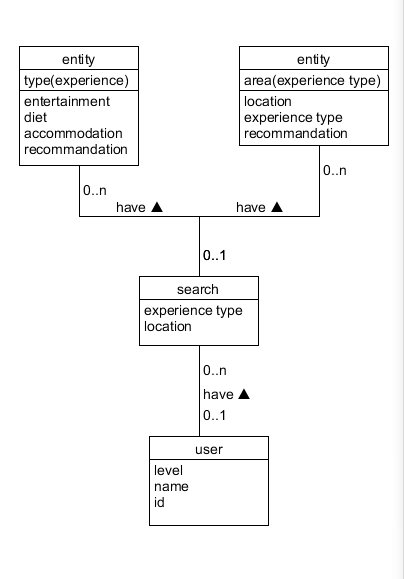 entity
type(experience)
entertainment
diet
accommodation
recommandation
entity
area(experience type)
location
experience type
recommandation
0..n
0..n
have ▲
have ▲
0..1
search
experience type
location
0..n
have ▲
0..1
user
level
name
id